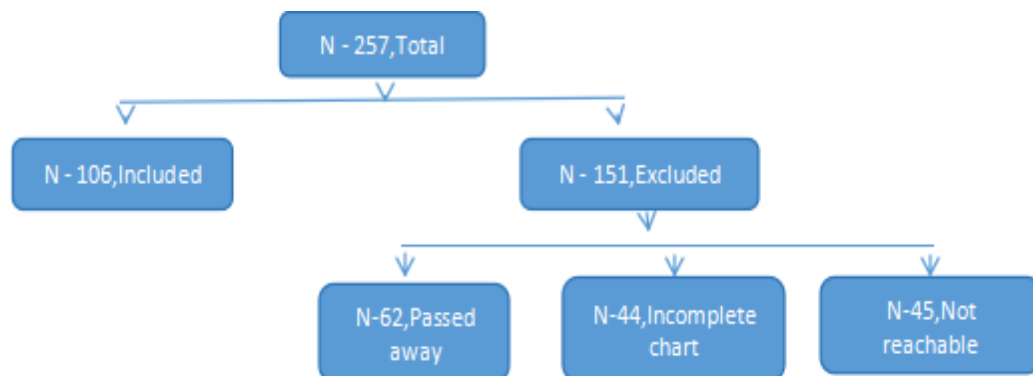 N - 257,Total
N - 106,Included
N - 151,Excluded
N-62,Passed
away
N-44,Incomplete
chart
N-45,Not
reachable